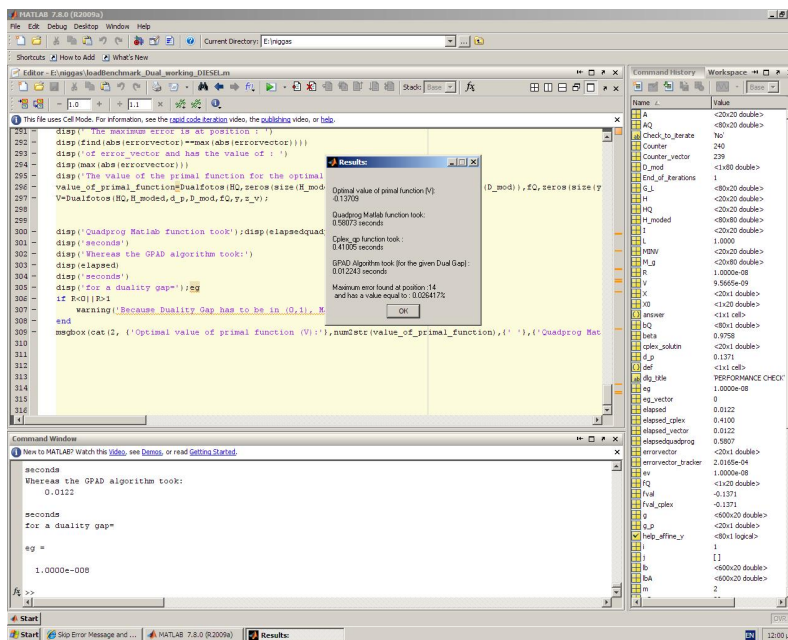 MATLAB 7.8.0 (R2009a)
File Edit Debug Desktop Window Help
Current Directory: E:\niggas
Shortcuts How to Add What's New
Editor - E:\niggas\loadBenchmark_Dual_working_DIESEL.m
Stack: Base
1.0
1.1
This file uses Cell Mode. For information, see the rapid code iteration video, the publishing video, or help.
291 - disp(' The maximum error is at position : ')
292 - disp(find(abs(errorvector)==max(abs(errorvector))))
293 - disp('of error_vector and has the value of : ')
294 - disp(max(abs(errorvector)))
295 - disp('The value of the primal function for the optimal
296 - value_of_primal_function=Dualfotos(HQ,zeros(size(H_mod (D_mod)),fQ,zeros(size(y
297 - V=Dualfotos(HQ,H_moded,d_p,D_mod,fQ,y,z_v);
298
299
300 - disp('Quadprog Matlab function took');disp(elapsedquad
301 - disp('seconds')
302 - disp('Whereas the GPAD algorithm took:')
303 - disp(elapsed)
304 - disp('seconds')
305 - disp('for a duality gap=');eg
306 - if R<0||R>1
307 - warning('Because Duality Gap has to be in (0,1), M
308 - end
309 - msgbox(cat(2, {'Optimal value of primal function (V):'},num2str(value_of_primal_function),{' '},{'Quadprog Mat
310
311
312
313
314
315
316
Results:
Optimal value of primal function (V):
-0.13709
Quadprog Matlab function took:
0.58073 seconds
Cplex_qp function took :
0.41005 seconds
GPAD Algorithm took (for the given Dual Gap) :
0.012243 seconds
Maximum error found at position :14
and has a value equal to : 0.026417%
OK
Command Window
New to MATLAB? Watch this Video, see Demos, or read Getting Started.
seconds
Whereas the GPAD algorithm took:
0.0122
seconds
for a duality gap=
eg =
1.0000e-008
fx >>
Command History Workspace
Base
Name Value
A <20x20 double>
AQ <80x20 double>
Check_to_iterate 'No'
Counter 240
Counter_vector 239
D_mod <1x80 double>
End_of_iterations 1
G_L <80x20 double>
H <20x20 double>
HQ <20x20 double>
H_moded <80x80 double>
I <20x20 double>
L 1.0000
MINV <20x20 double>
M_g <20x80 double>
R 1.0000e-08
V 9.5665e-09
X <20x1 double>
X0 <1x20 double>
answer <1x1 cell>
bQ <80x1 double>
beta 0.9758
cplex_solutin <20x1 double>
d_p 0.1371
def <1x1 cell>
dlg_title 'PERFORMANCE CHECK'
eg 1.0000e-08
eg_vector 0
elapsed 0.0122
elapsed_cplex 0.4100
elapsed_vector 0.0122
elapsedquadprog 0.5807
errorvector <20x1 double>
errorvector_tracker 2.0165e-04
ev 1.0000e-08
fQ <1x20 double>
fval -0.1371
fval_cplex -0.1371
g <600x20 double>
g_p <20x1 double>
help_affine_y <80x1 logical>
i 1
j []
lb <600x20 double>
lbA <600x20 double>
m 2
Start
OVR
Start Skip Error Message and ... MATLAB 7.8.0 (R2009a) Results: EN 12:00